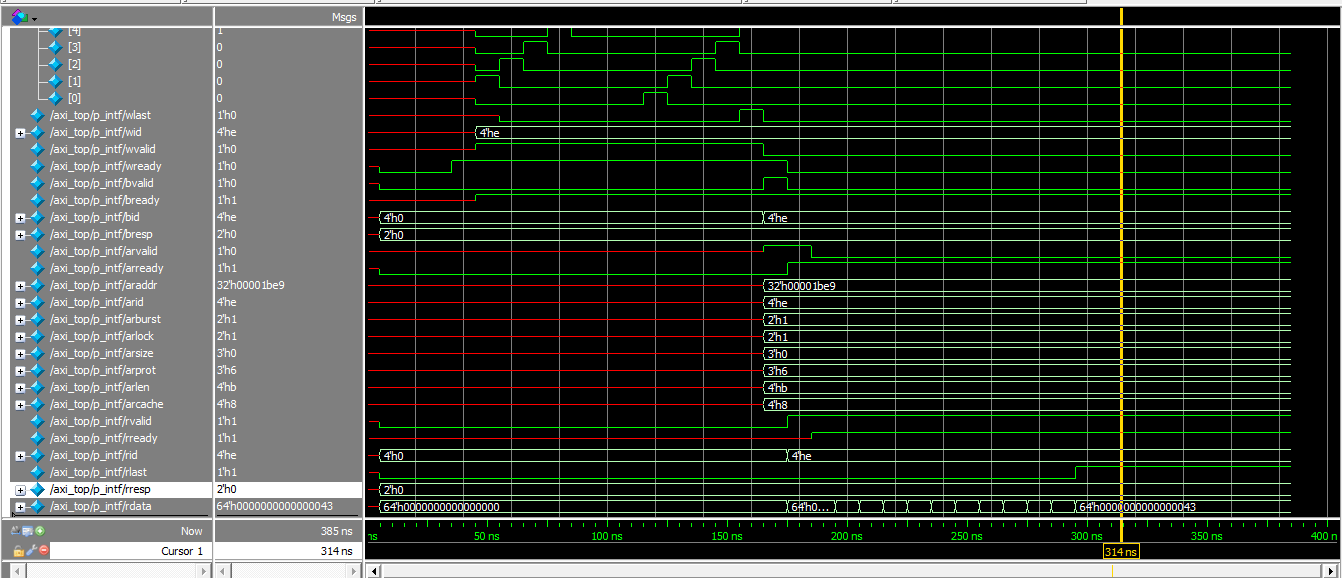 Msgs
[4] 1
[3] 0
[2] 0
[1] 0
[0] 0
/axi_top/p_intf/wlast 1'h0
/axi_top/p_intf/wid 4'he 4'he
/axi_top/p_intf/wvalid 1'h0
/axi_top/p_intf/wready 1'h0
/axi_top/p_intf/bvalid 1'h0
/axi_top/p_intf/bready 1'h1
/axi_top/p_intf/bid 4'he 4'h0 4'he
/axi_top/p_intf/bresp 2'h0 2'h0
/axi_top/p_intf/arvalid 1'h0
/axi_top/p_intf/arready 1'h1
/axi_top/p_intf/araddr 32'h00001be9 32'h00001be9
/axi_top/p_intf/arid 4'he 4'he
/axi_top/p_intf/arburst 2'h1 2'h1
/axi_top/p_intf/arlock 2'h1 2'h1
/axi_top/p_intf/arsize 3'h0 3'h0
/axi_top/p_intf/arprot 3'h6 3'h6
/axi_top/p_intf/arlen 4'hb 4'hb
/axi_top/p_intf/arcache 4'h8 4'h8
/axi_top/p_intf/rvalid 1'h1
/axi_top/p_intf/rready 1'h1
/axi_top/p_intf/rid 4'he 4'h0 4'he
/axi_top/p_intf/rlast 1'h1
/axi_top/p_intf/rresp 2'h0 2'h0
/axi_top/p_intf/rdata 64'h0000000000000043 64'h0000000000000000 64'h0... 64'h0000000000000043
Now 385 ns ns 50 ns 100 ns 150 ns 200 ns 250 ns 300 ns 350 ns 400 n
Cursor 1 314 ns 314 ns